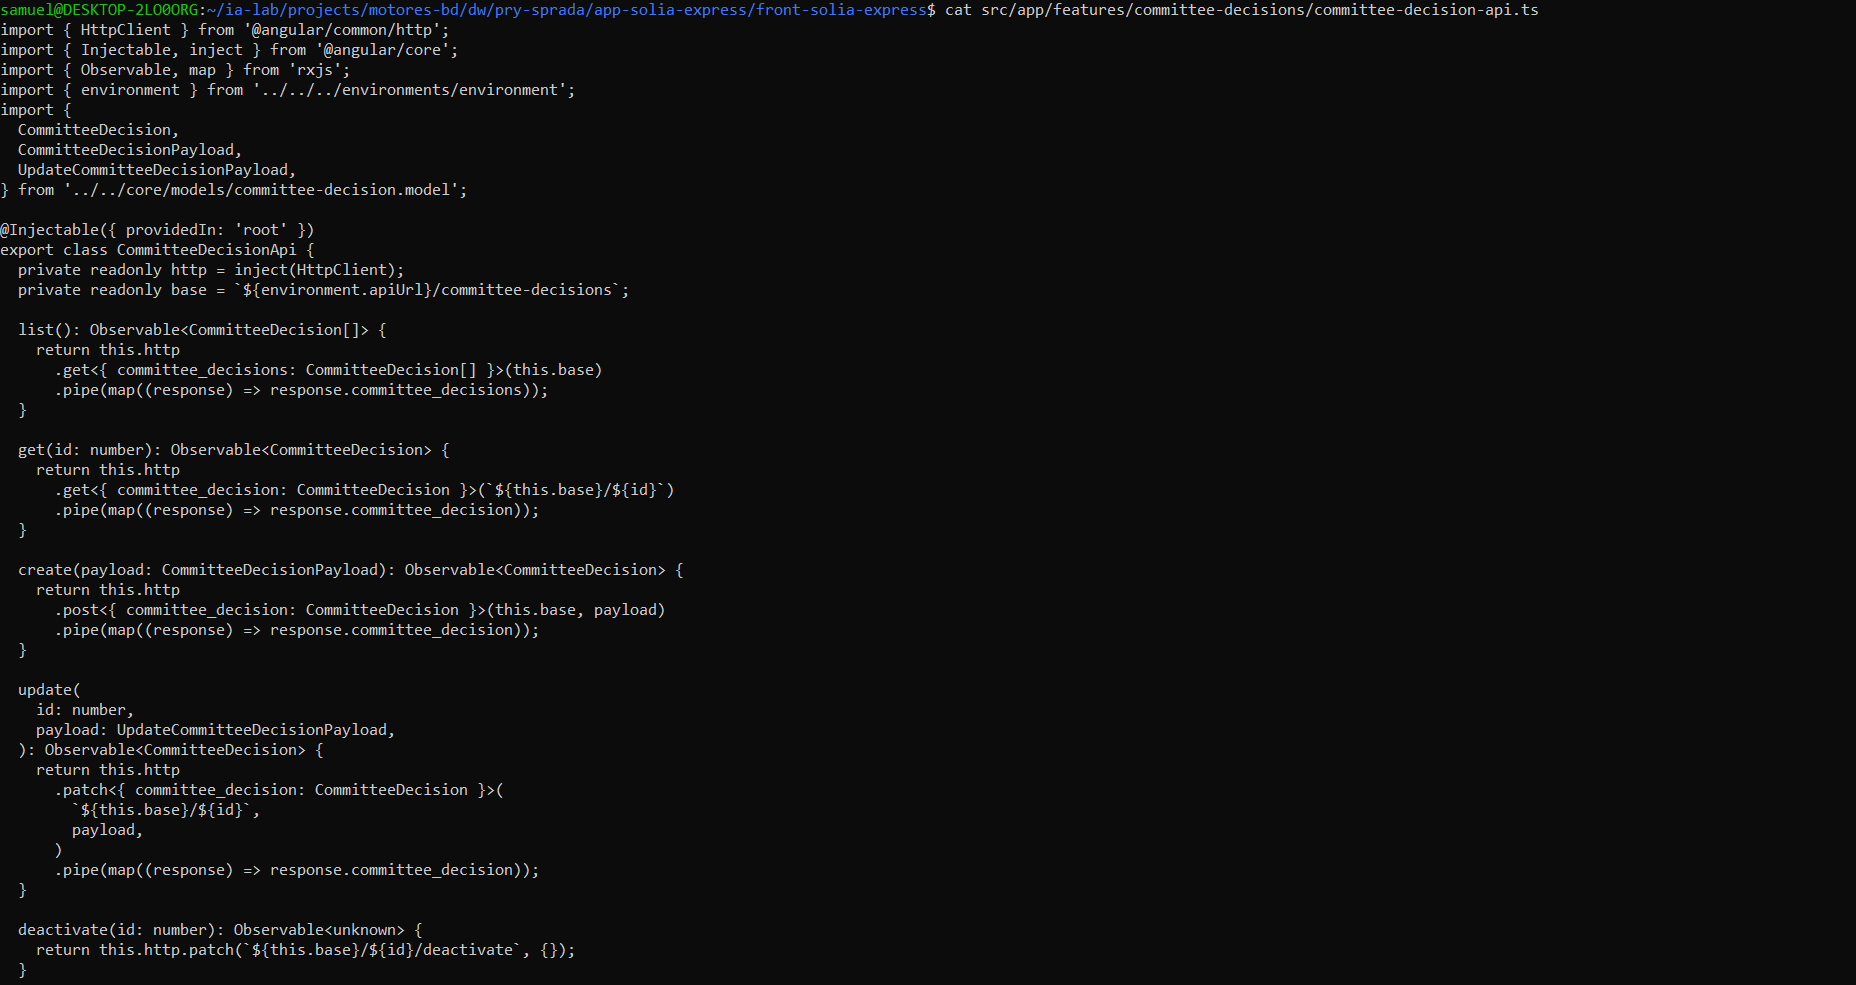 samuel@DESKTOP-2LO0ORG:~/ia-lab/projects/motores-bd/dw/pry-sprada/app-solia-express/front-solia-express$ cat src/app/features/committee-decisions/committee-decision-api.ts
import { HttpClient } from '@angular/common/http';
import { Injectable, inject } from '@angular/core';
import { Observable, map } from 'rxjs';
import { environment } from '../../../environments/environment';
import {
  CommitteeDecision,
  CommitteeDecisionPayload,
  UpdateCommitteeDecisionPayload,
} from '../../core/models/committee-decision.model';

@Injectable({ providedIn: 'root' })
export class CommitteeDecisionApi {
  private readonly http = inject(HttpClient);
  private readonly base = `${environment.apiUrl}/committee-decisions`;

  list(): Observable<CommitteeDecision[]> {
    return this.http
      .get<{ committee_decisions: CommitteeDecision[] }>(this.base)
      .pipe(map((response) => response.committee_decisions));
  }

  get(id: number): Observable<CommitteeDecision> {
    return this.http
      .get<{ committee_decision: CommitteeDecision }>(`${this.base}/${id}`)
      .pipe(map((response) => response.committee_decision));
  }

  create(payload: CommitteeDecisionPayload): Observable<CommitteeDecision> {
    return this.http
      .post<{ committee_decision: CommitteeDecision }>(this.base, payload)
      .pipe(map((response) => response.committee_decision));
  }

  update(
    id: number,
    payload: UpdateCommitteeDecisionPayload,
  ): Observable<CommitteeDecision> {
    return this.http
      .patch<{ committee_decision: CommitteeDecision }>(
        `${this.base}/${id}`,
        payload,
      )
      .pipe(map((response) => response.committee_decision));
  }

  deactivate(id: number): Observable<unknown> {
    return this.http.patch(`${this.base}/${id}/deactivate`, {});
  }